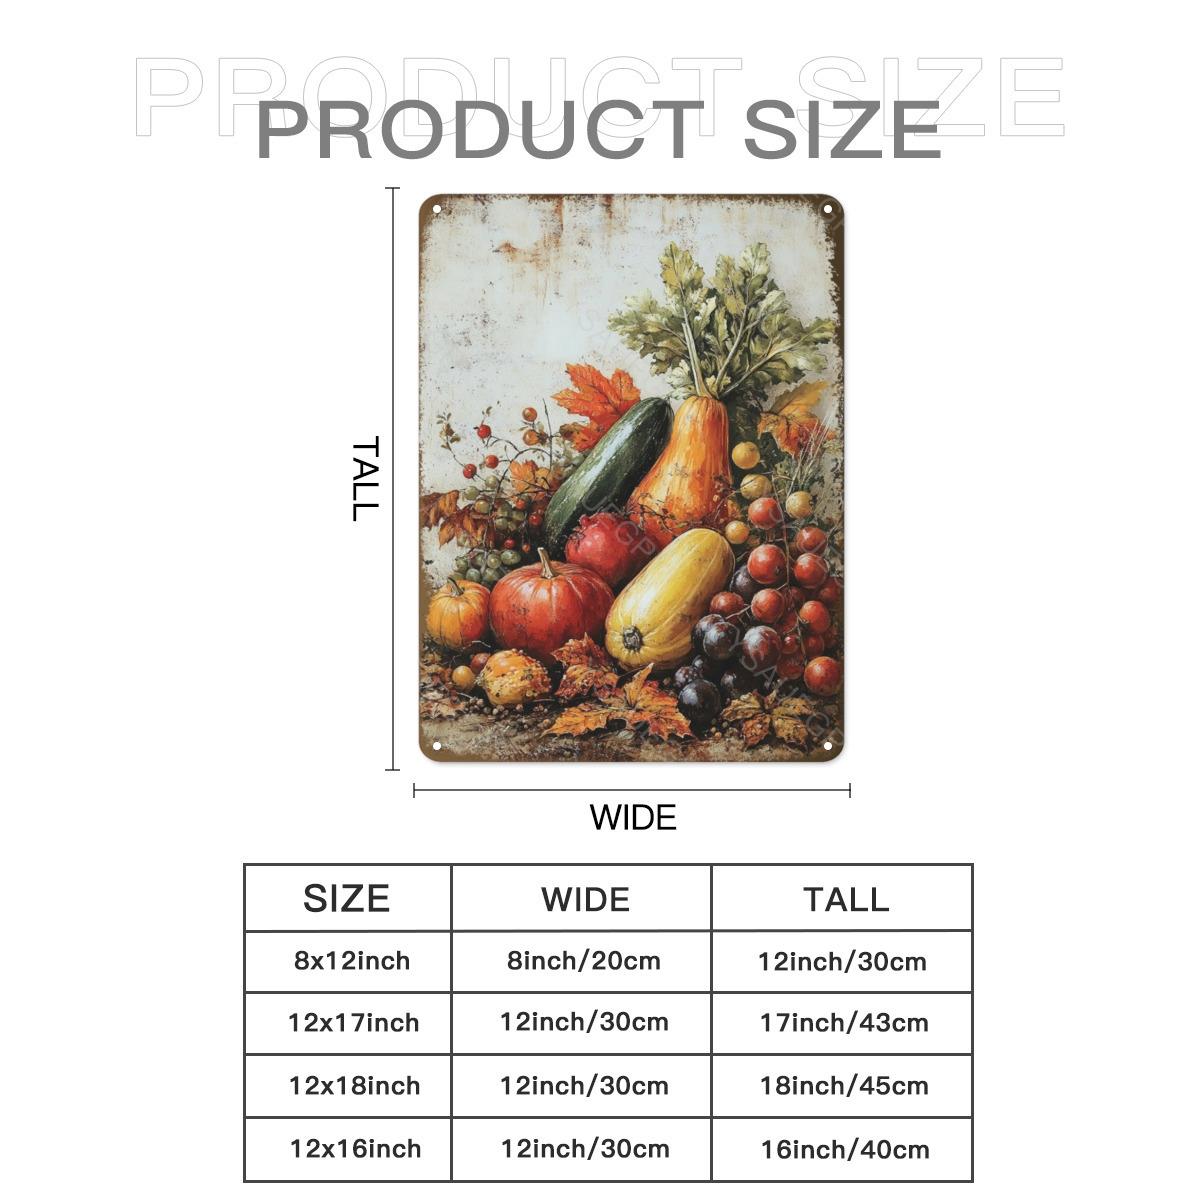 PRODUCT SIZE
PRODUCT SIZE
TALL
WIDE
SIZE WIDE TALL
8x12inch 8inch/20cm 12inch/30cm
12x17inch 12inch/30cm 17inch/43cm
12x18inch 12inch/30cm 18inch/45cm
12x16inch 12inch/30cm 16inch/40cm